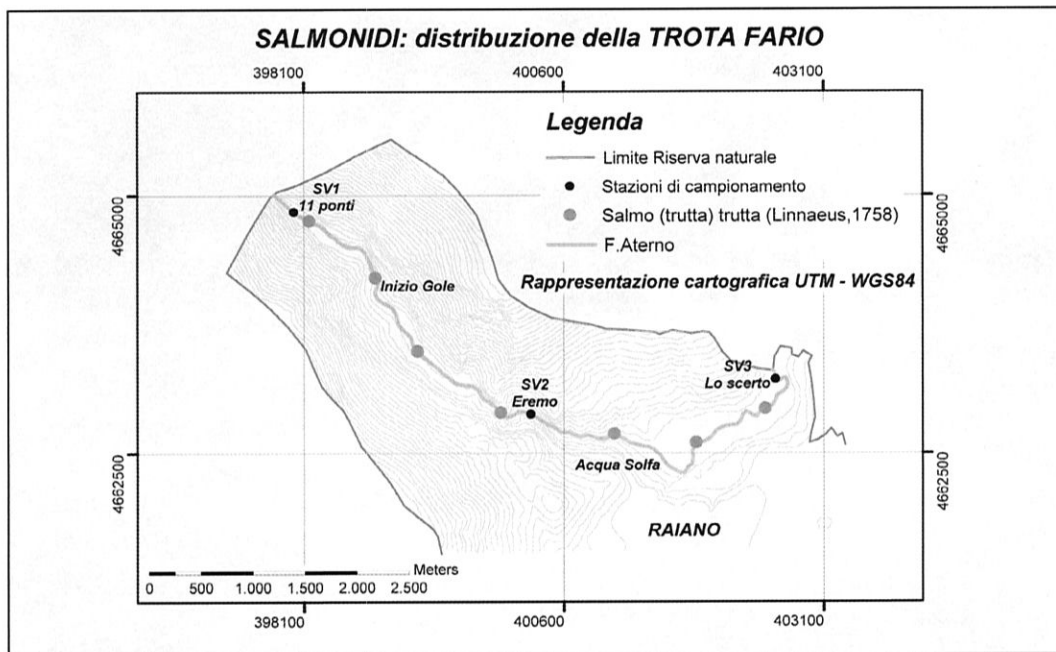 SALMONIDI: distribuzione della TROTA FARIO
398100 400600 403100
Legenda
Limite Riserva naturale
Stazioni di campionamento
Salmo (trutta) trutta (Linnaeus,1758)
F.Aterno
Rappresentazione cartografica UTM - WGS84
4665000
4665000
SV1
11 ponti
Inizio Gole
SV2
Eremo
SV3
Lo scerto
Acqua Solfa
4662500
4662500
RAIANO
Meters
0 500 1.000 1.500 2.000 2.500
398100 400600 403100